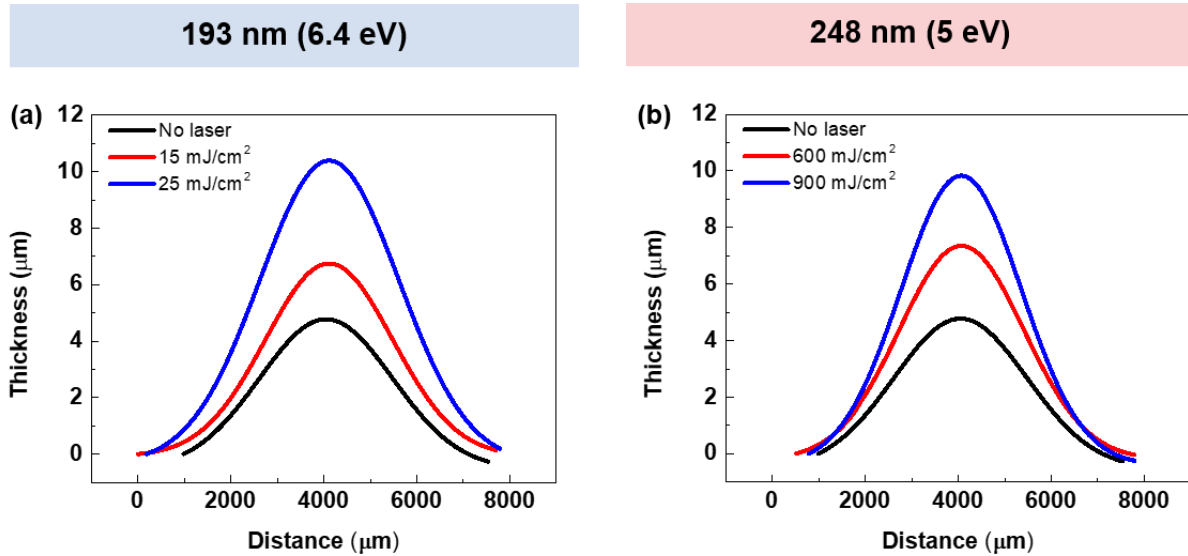 193 nm (6.4 eV)
248 nm (5 eV)
(a)
Thickness (μm)
12
10
8
6
4
2
0
No laser
15 mJ/cm²
25 mJ/cm²
0
2000
4000
6000
8000
Distance (μm)
(b)
Thickness (μm)
12
10
8
6
4
2
0
No laser
600 mJ/cm²
900 mJ/cm²
0
2000
4000
6000
8000
Distance (μm)